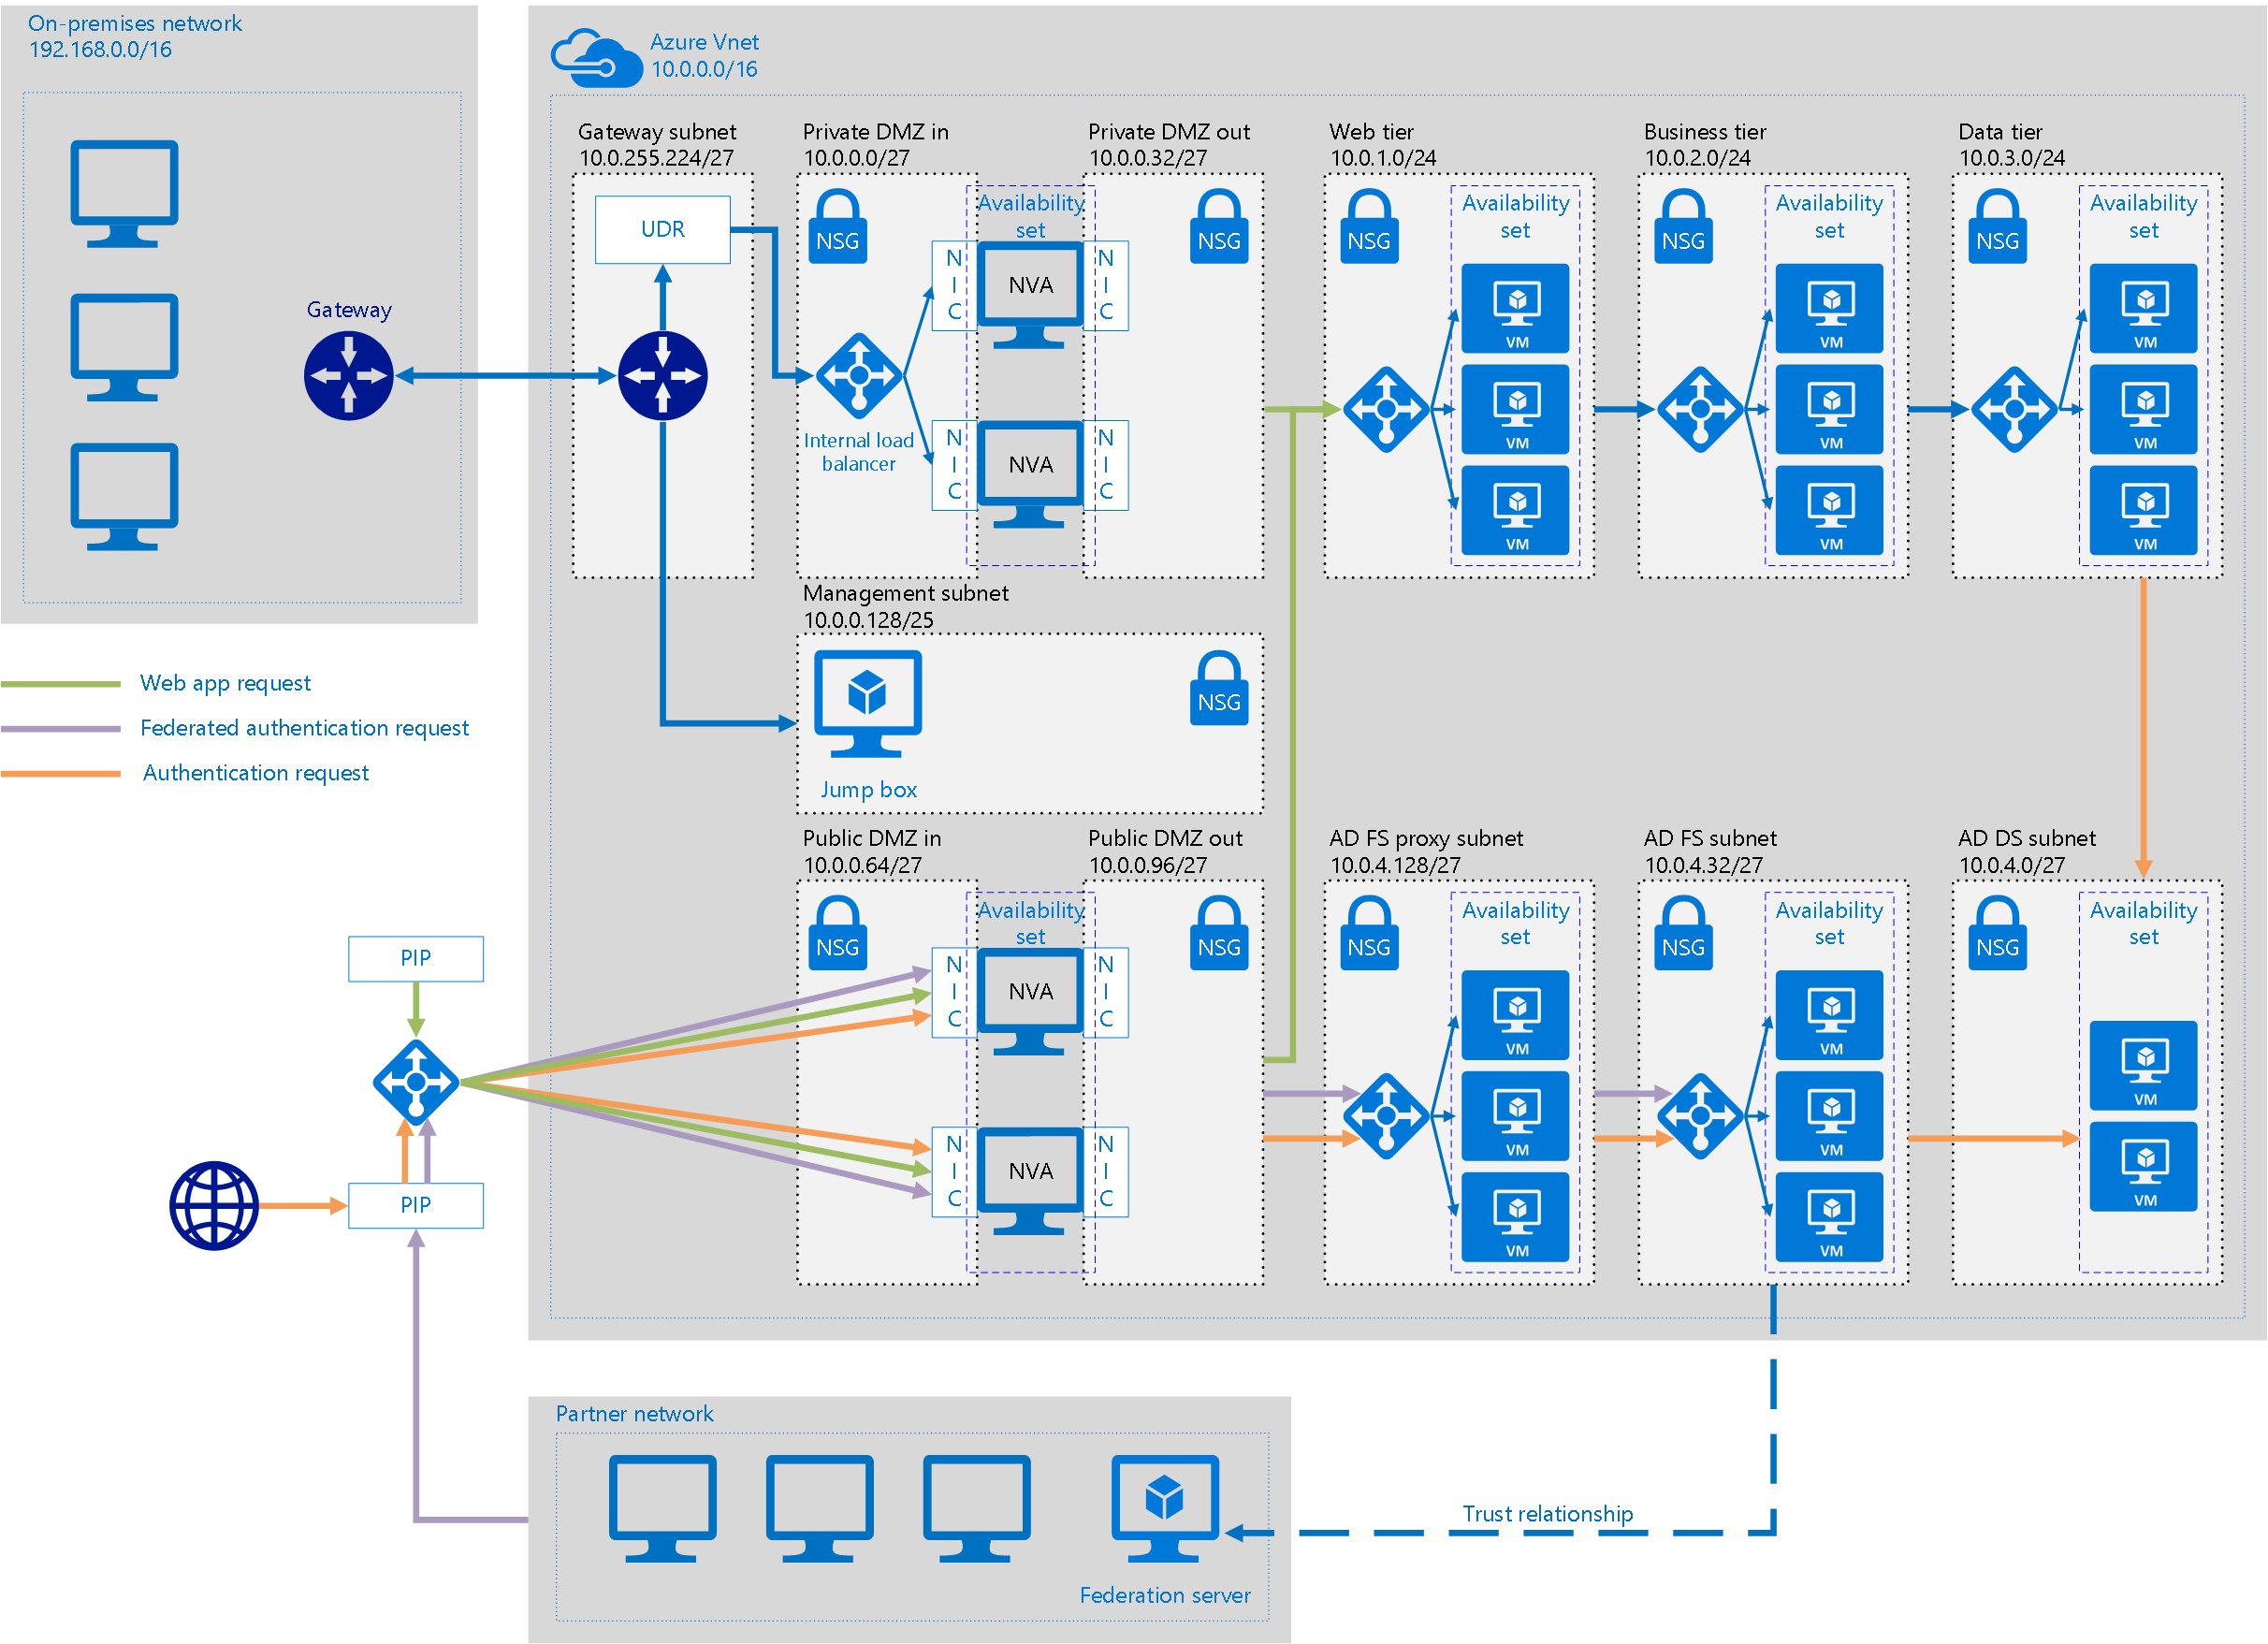 On-premises network
192.168.0.0/16
Gateway
Azure Vnet
10.0.0.0/16
Gateway subnet
10.0.255.224/27
UDR
Private DMZ in
10.0.0.0/27
NSG
Internal load
balancer
N
I
C
N
I
C
Availability
set
NVA
NVA
Private DMZ out
10.0.0.32/27
N
I
C
N
I
C
NSG
Web tier
10.0.1.0/24
NSG
Availability
set
VM
VM
VM
Business tier
10.0.2.0/24
NSG
Availability
set
VM
VM
VM
Data tier
10.0.3.0/24
NSG
Availability
set
VM
VM
VM
Management subnet
10.0.0.128/25
NSG
Jump box
Web app request
Federated authentication request
Authentication request
Public DMZ in
10.0.0.64/27
NSG
N
I
C
N
I
C
Availability
set
NVA
NVA
Public DMZ out
10.0.0.96/27
N
I
C
N
I
C
NSG
AD FS proxy subnet
10.0.4.128/27
NSG
Availability
set
VM
VM
VM
AD FS subnet
10.0.4.32/27
NSG
Availability
set
VM
VM
VM
AD DS subnet
10.0.4.0/27
NSG
Availability
set
VM
VM
PIP
PIP
Partner network
Federation server
Trust relationship